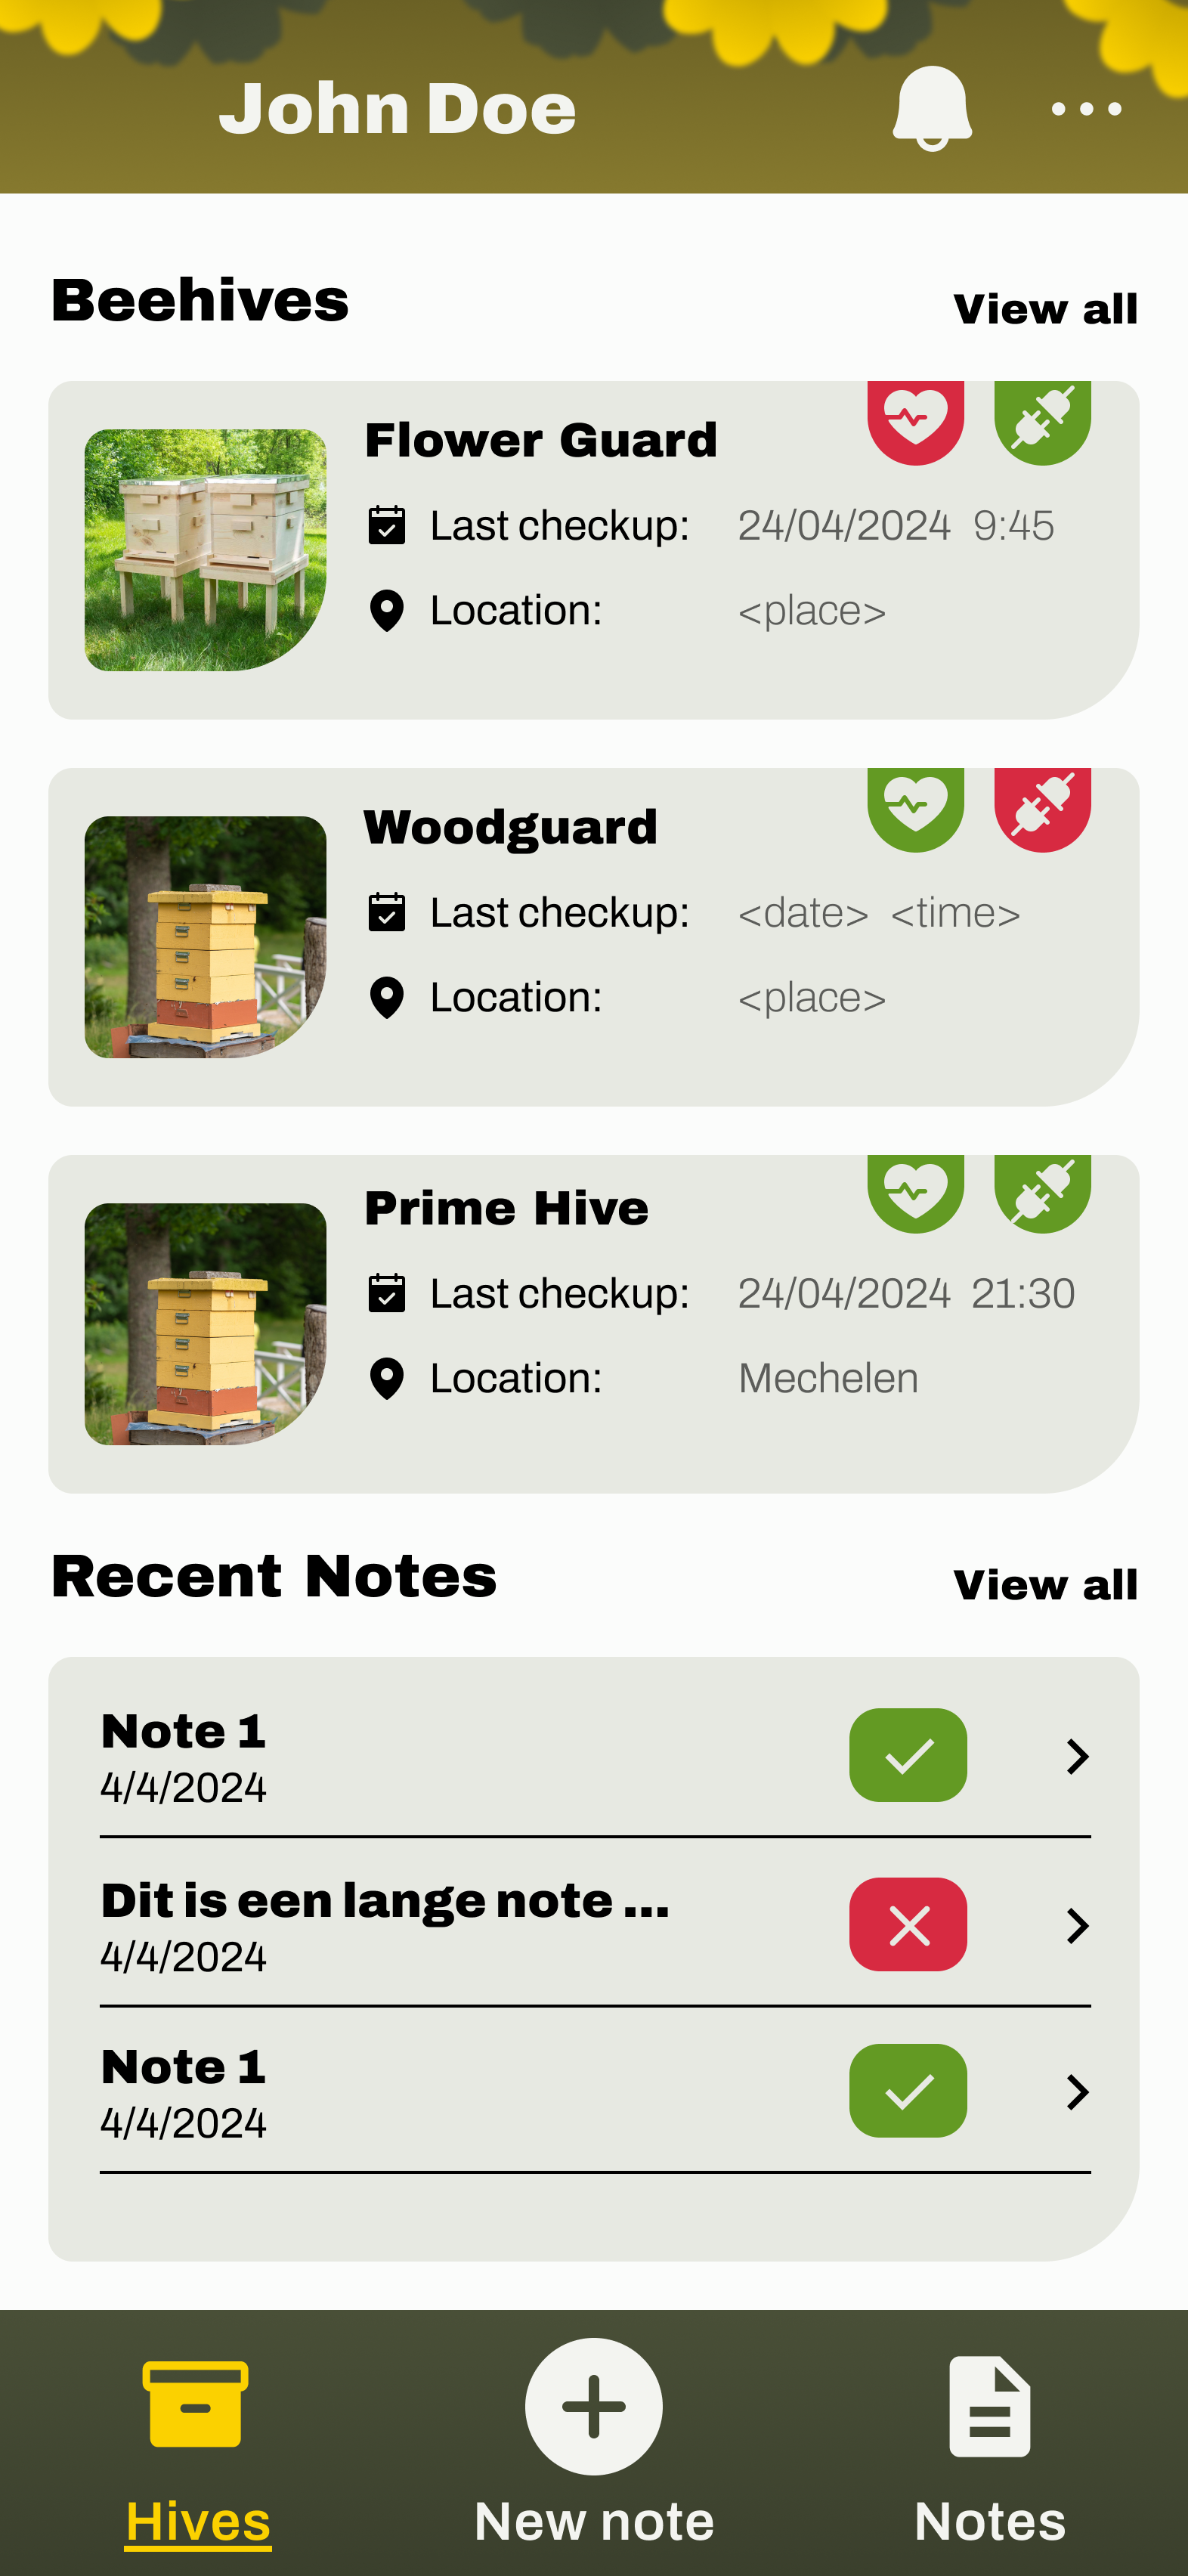 John Doe
Beehives
View all
Flower Guard
Last checkup: 24/04/2024 9:45
Location: <place>
Woodguard
Last checkup: <date> <time>
Location: <place>
Prime Hive
Last checkup: 24/04/2024 21:30
Location: Mechelen
Recent Notes
View all
Note 1
4/4/2024
Dit is een lange note ...
4/4/2024
Note 1
4/4/2024
Hives
New note
Notes